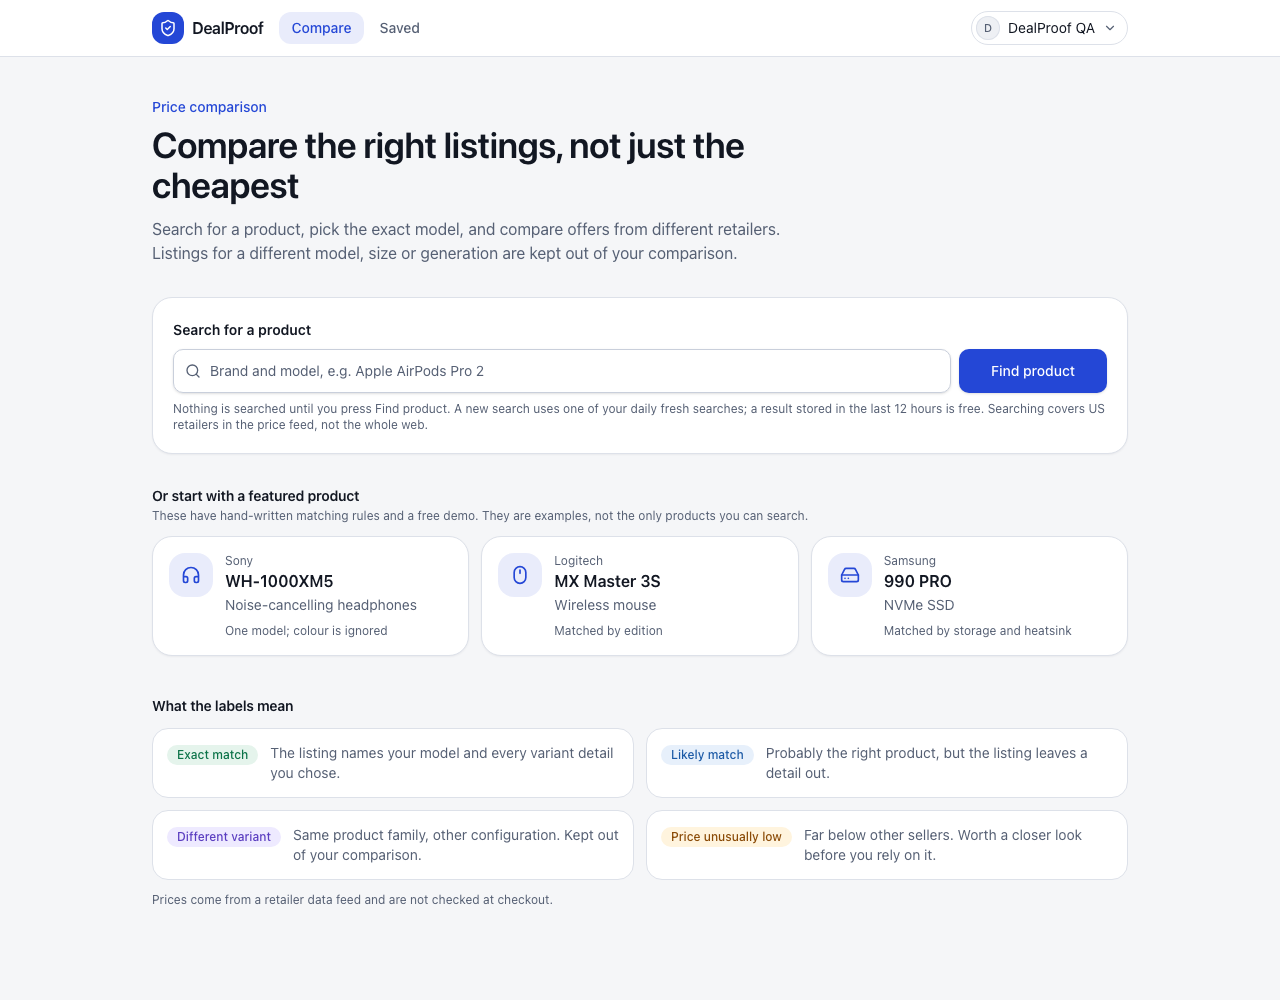 DealProof
Compare
Saved
D
DealProof QA
Price comparison
Compare the right listings, not just the
cheapest
Search for a product, pick the exact model, and compare offers from different retailers.
Listings for a different model, size or generation are kept out of your comparison.
Search for a product
Brand and model, e.g. Apple AirPods Pro 2
Find product
Nothing is searched until you press Find product. A new search uses one of your daily fresh searches; a result stored in the last 12 hours is free. Searching covers US
retailers in the price feed, not the whole web.
Or start with a featured product
These have hand-written matching rules and a free demo. They are examples, not the only products you can search.
Sony
WH-1000XM5
Noise-cancelling headphones
One model; colour is ignored
Logitech
MX Master 3S
Wireless mouse
Matched by edition
Samsung
990 PRO
NVMe SSD
Matched by storage and heatsink
What the labels mean
Exact match
The listing names your model and every variant detail
you chose.
Likely match
Probably the right product, but the listing leaves a
detail out.
Different variant
Same product family, other configuration. Kept out
of your comparison.
Price unusually low
Far below other sellers. Worth a closer look
before you rely on it.
Prices come from a retailer data feed and are not checked at checkout.